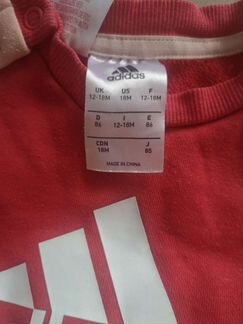 adidas
UK US F
12-18M 18M 12-18M
D I E
86 12-18M 86
CDN J
18M 85
MADE IN CHINA